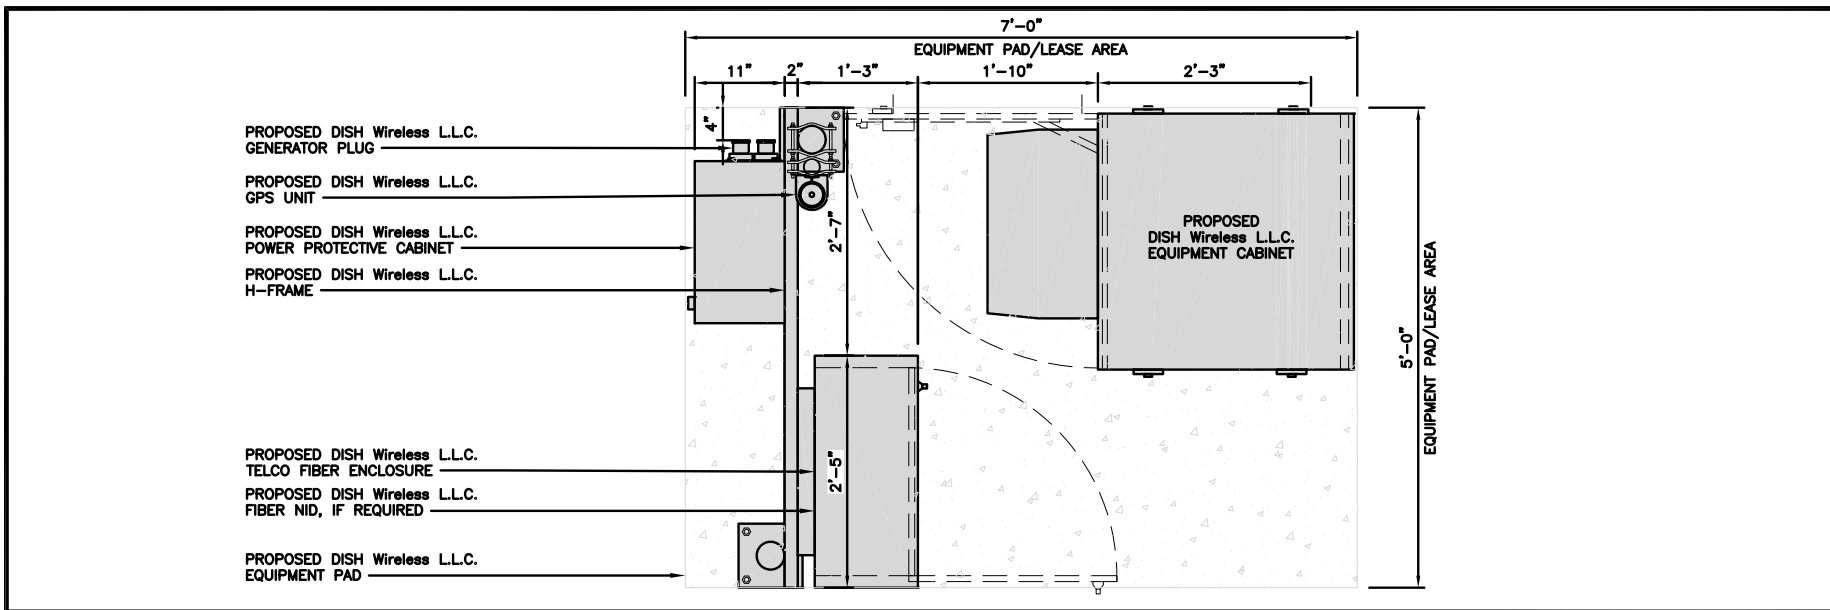 7'-0"
EQUIPMENT PAD/LEASE AREA
11"
2"
1'-3"
1'-10"
2'-3"
4"
PROPOSED DISH Wireless L.L.C.
GENERATOR PLUG
PROPOSED DISH Wireless L.L.C.
GPS UNIT
PROPOSED DISH Wireless L.L.C.
POWER PROTECTIVE CABINET
PROPOSED DISH Wireless L.L.C.
H-FRAME
2'-7"
PROPOSED
DISH Wireless L.L.C.
EQUIPMENT CABINET
5'-0"
EQUIPMENT PAD/LEASE AREA
PROPOSED DISH Wireless L.L.C.
TELCO FIBER ENCLOSURE
PROPOSED DISH Wireless L.L.C.
FIBER NID, IF REQUIRED
2'-5"
PROPOSED DISH Wireless L.L.C.
EQUIPMENT PAD